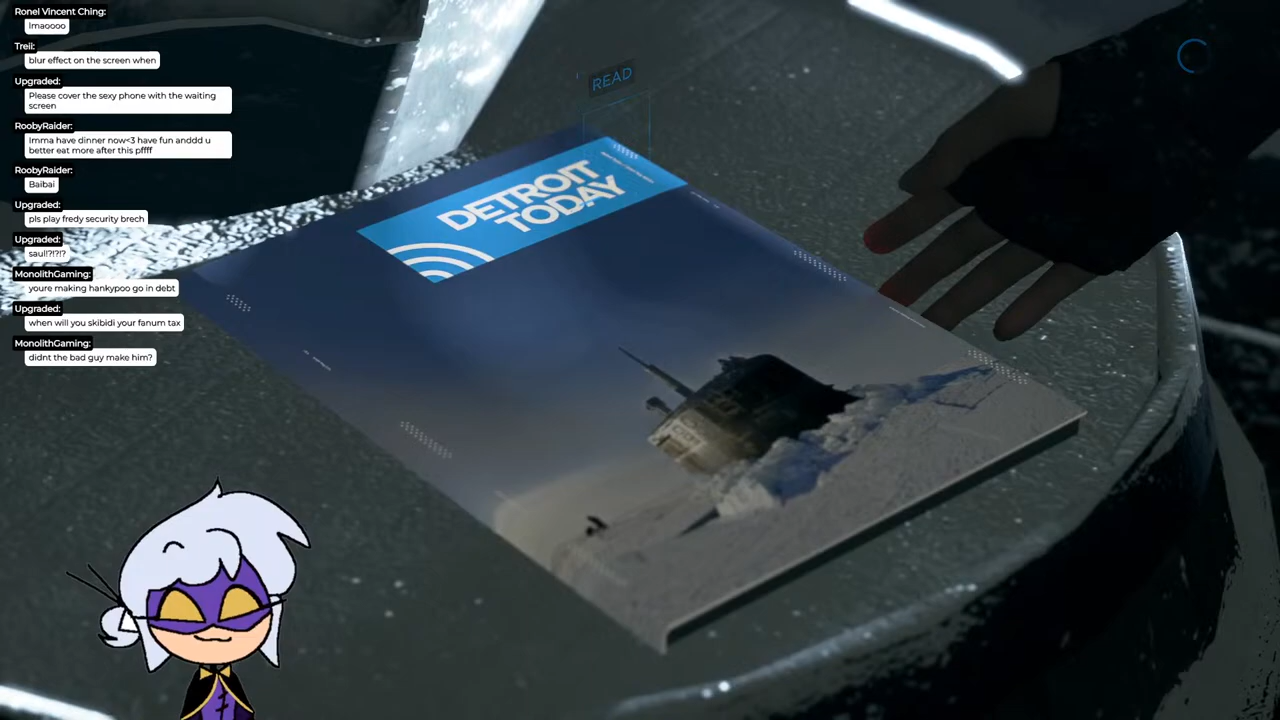 Ronel Vincent Ching:
lmaoooo
Treii:
blur effect on the screen when
Upgraded:
Please cover the sexy phone with the waiting
screen
RoobyRaider:
Imma have dinner now<3 have fun anddd u
better eat more after this pffff
RoobyRaider:
Baibai
Upgraded:
pls play fredy security brech
Upgraded:
saul!?!?!?
MonolithGaming:
youre making hankypoo go in debt
Upgraded:
when will you skibidi your fanum tax
MonolithGaming:
didnt the bad guy make him?
READ
DETROIT
TODAY